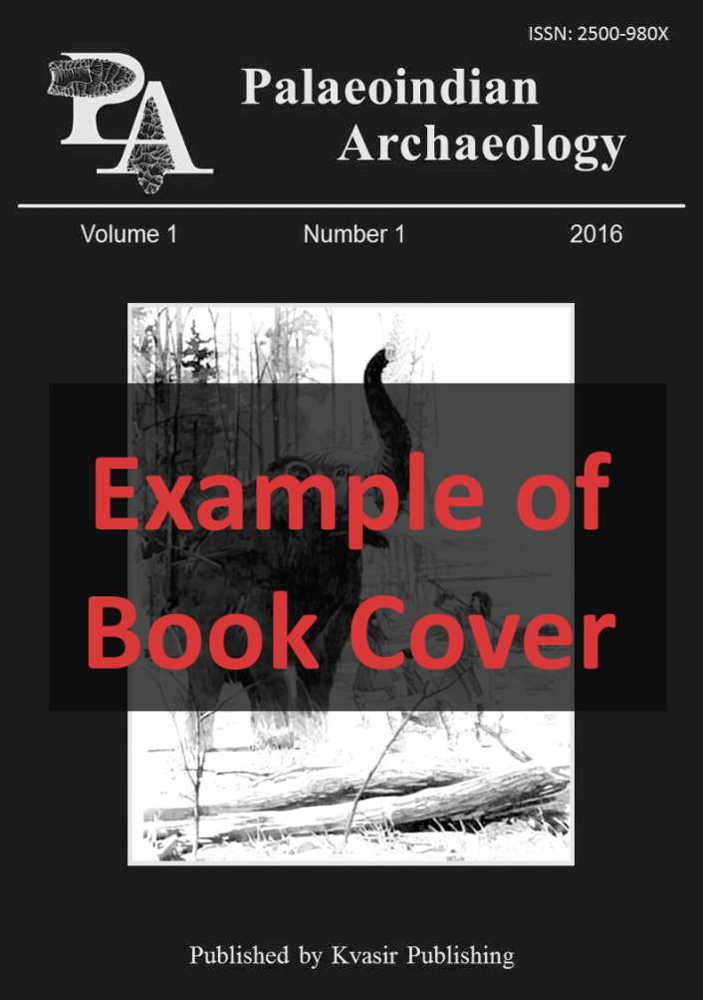 ISSN: 2500-980X
PA
Palaeoindian
Archaeology
Volume 1 Number 1 2016
Example of
Book Cover
Published by Kvasir Publishing